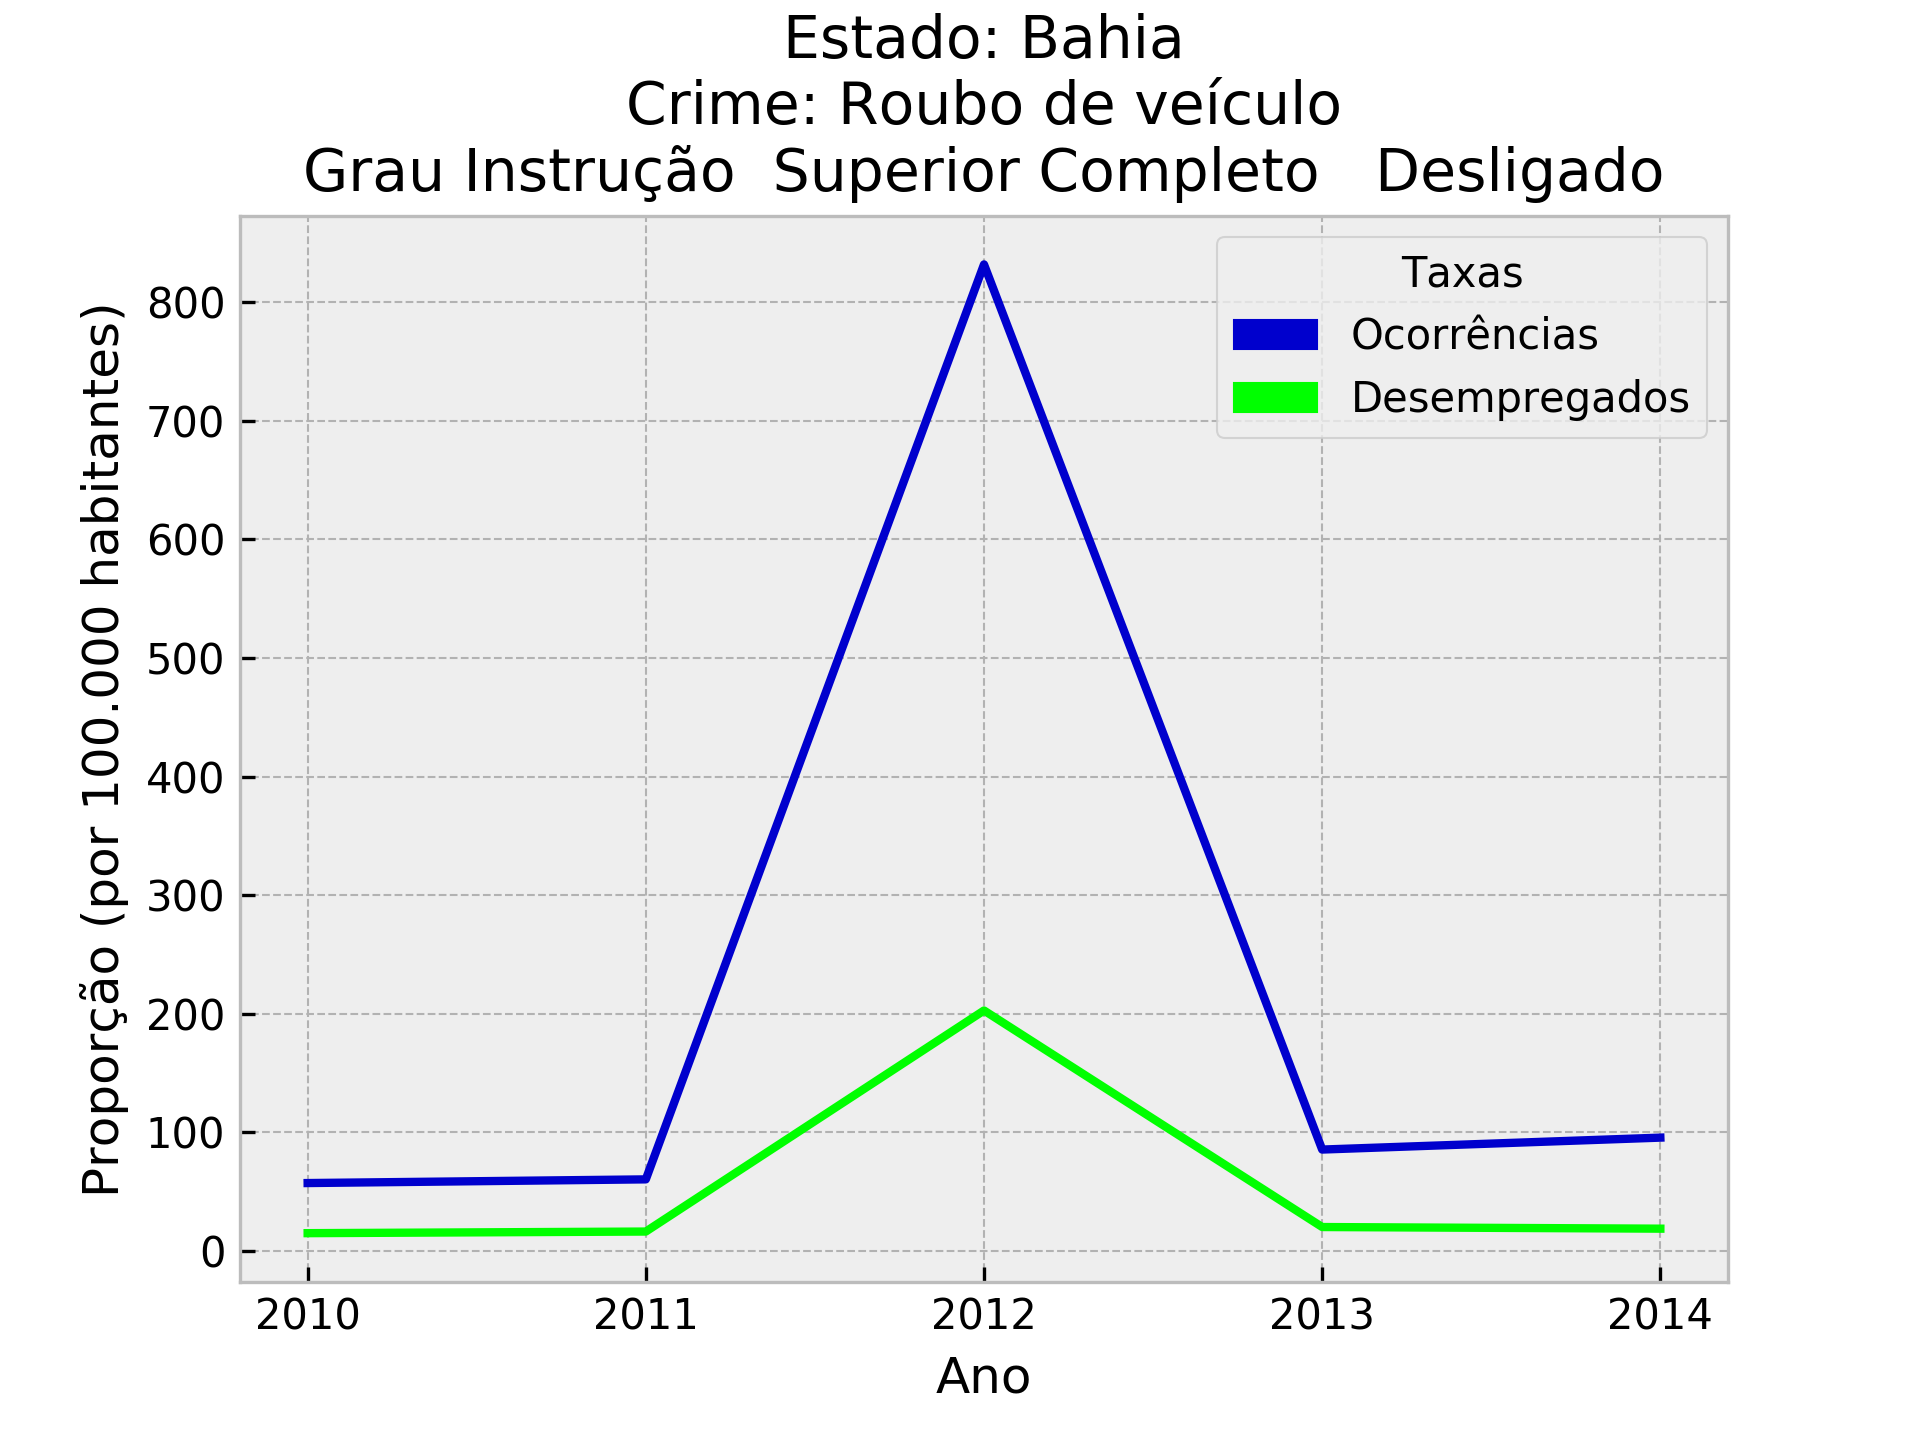 Estado: Bahia
Crime: Roubo de veículo
Grau Instrução  Superior Completo   Desligado
Taxas
Ocorrências
Desempregados
Proporção (por 100.000 habitantes)
800
700
600
500
400
300
200
100
0
2010 2011 2012 2013 2014
Ano